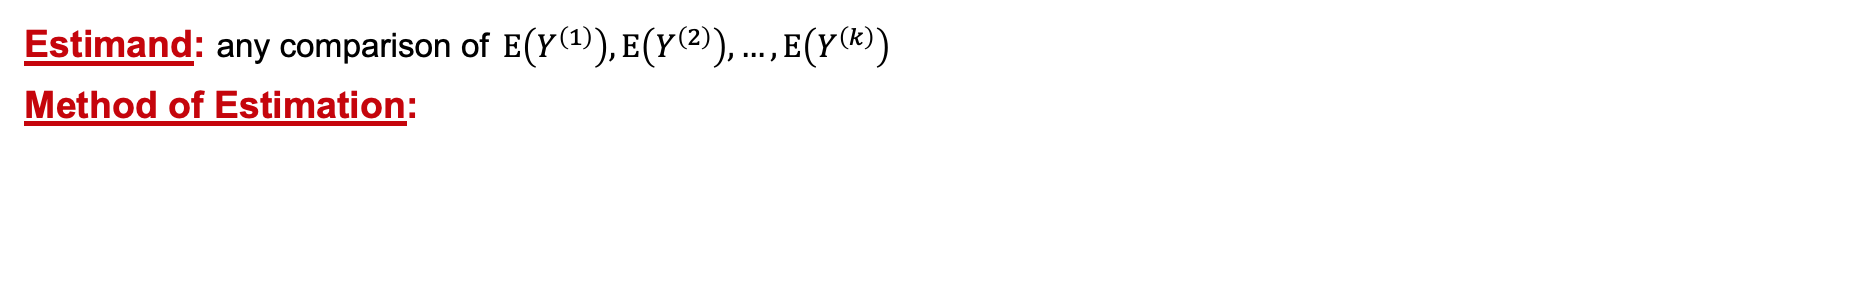 Estimand: any comparison of E(Y⁽¹⁾), E(Y⁽²⁾), … , E(Y⁽ᵏ⁾)
Method of Estimation: